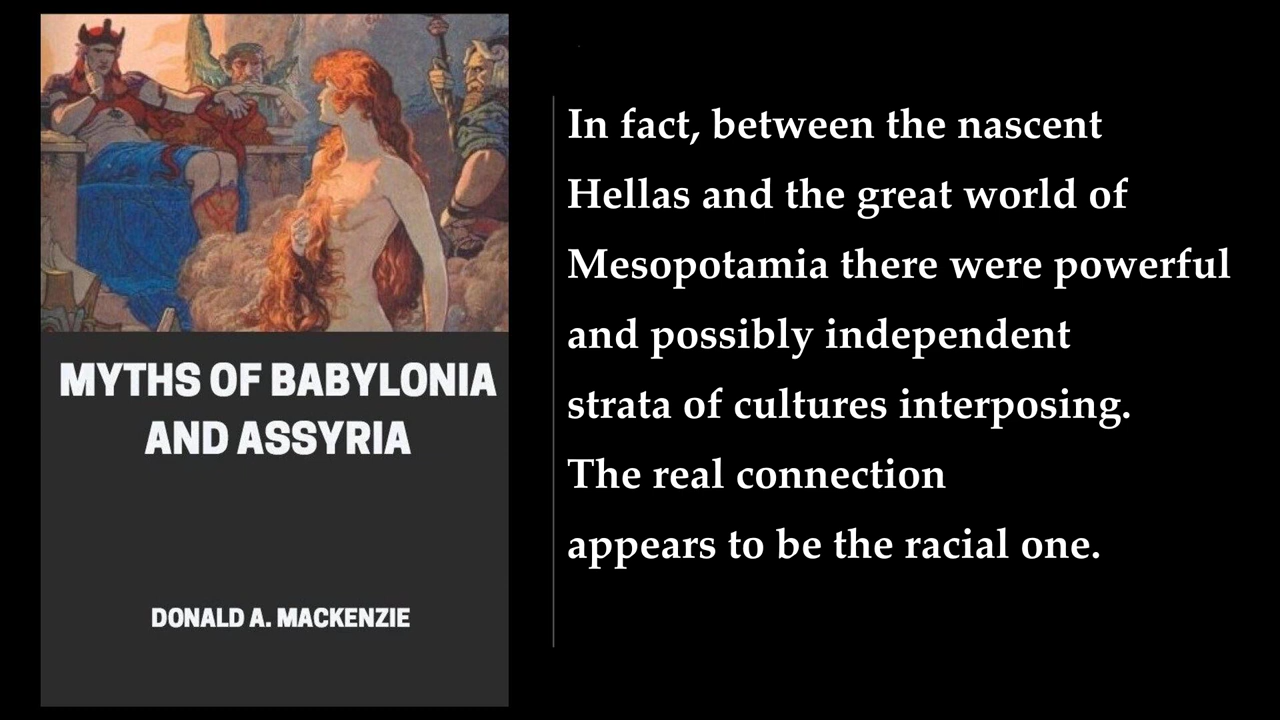 MYTHS OF BABYLONIA
AND ASSYRIA
DONALD A. MACKENZIE
In fact, between the nascent
Hellas and the great world of
Mesopotamia there were powerful
and possibly independent
strata of cultures interposing.
The real connection
appears to be the racial one.